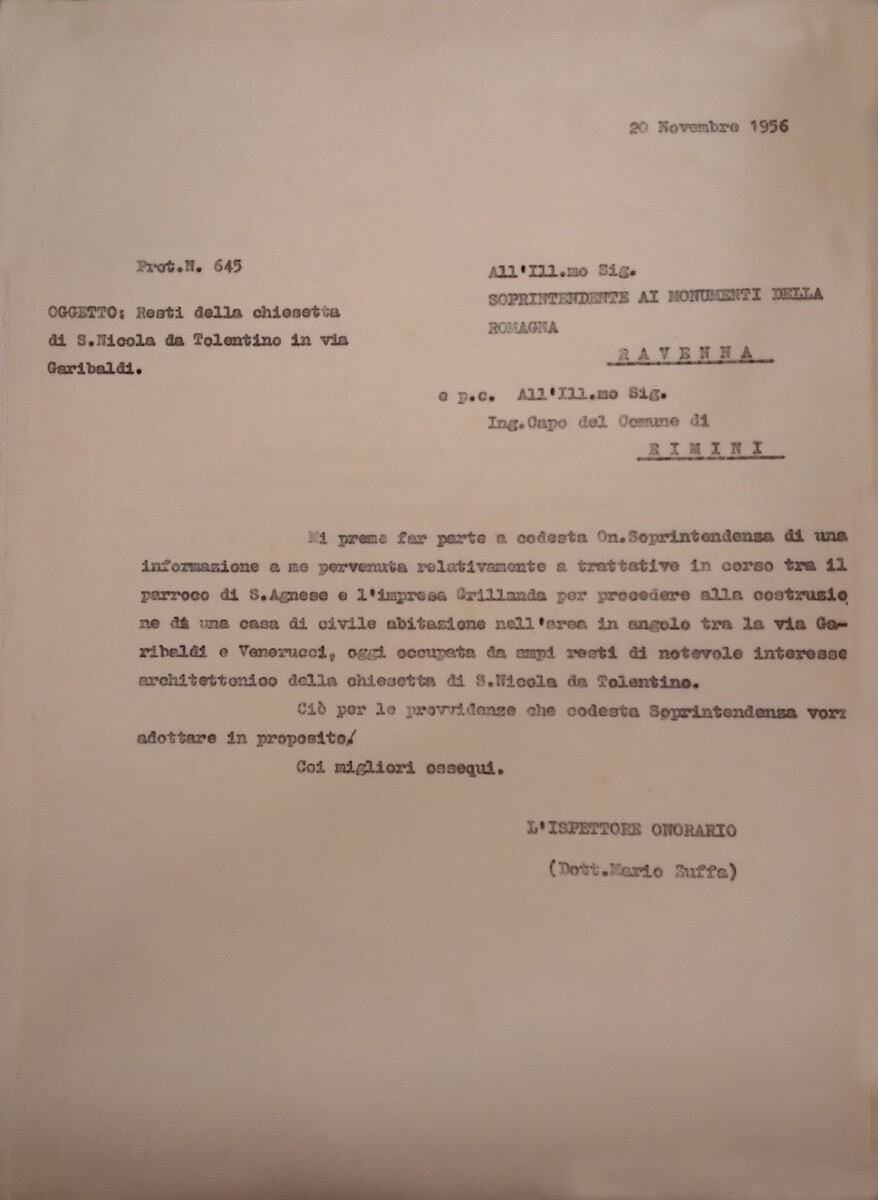 20 Novembre 1956
Prot.N. 645
OGGETTO: Resti della chiesetta
di S.Nicola da Tolentino in via
Garibaldi.
All'Ill.mo Sig.
SOPRINTENDENTE AI MONUMENTI DELLA
ROMAGNA
R A V E N N A
e p.c. All'Ill.mo Sig.
Ing.Capo del Comune di
R I M I N I
Mi preme far parte a codesta On.Soprintendenza di una
informazione a me pervenuta relativamente a trattative in corso tra il
parroco di S.Agnese e l'impresa Grillanda per procedere alla costruzio
ne di una casa di civile abitazione nell'area in angolo tra la via Ga-
ribaldi e Venerucci, oggi occupata da ampi resti di notevole interesse
architettonico della chiesetta di S.Nicola da Tolentino.
Ciò per le provvidenze che codesta Soprintendenza vorr
adottare in proposito/
Coi migliori ossequi.
L'ISPETTORE ONORARIO
(Dott.Mario Zuffa)